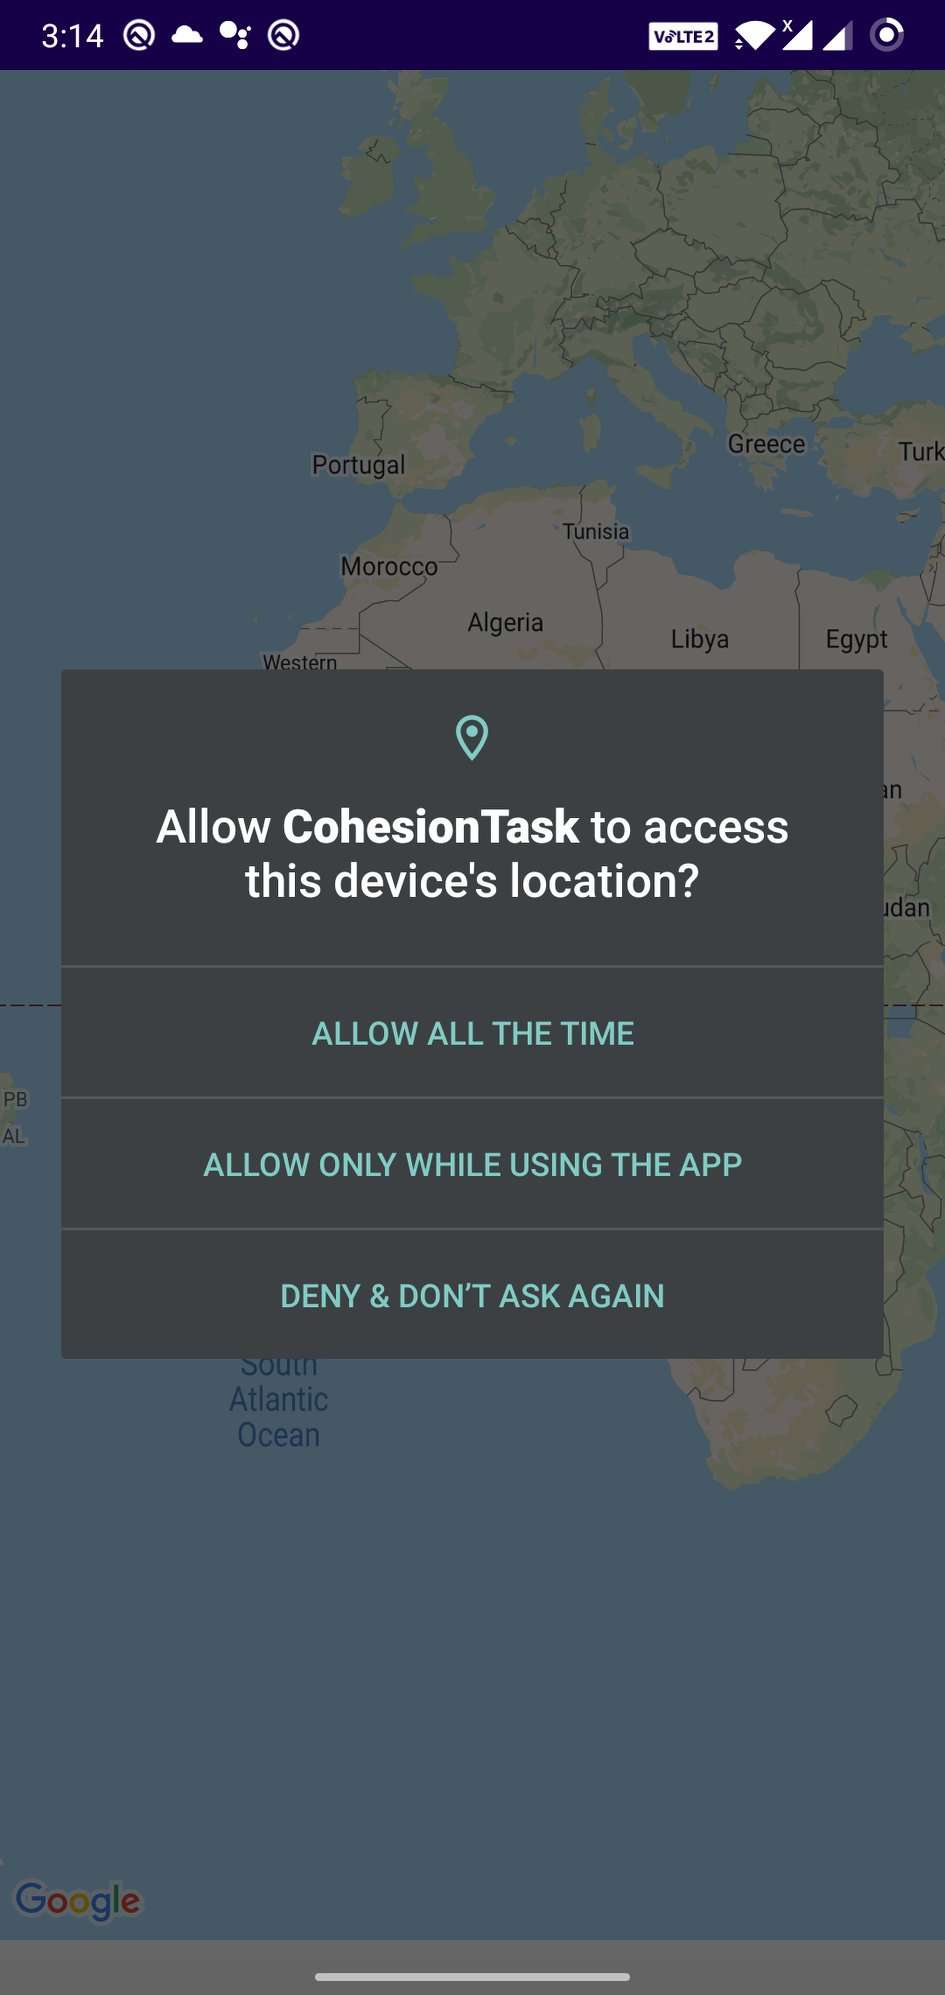 3:14
VoLTE2
X
Portugal
Greece
Turk
Tunisia
Morocco
Algeria
Libya
Egypt
Western
Allow CohesionTask to access
this device's location?
an
udan
ALLOW ALL THE TIME
PB
AL
ALLOW ONLY WHILE USING THE APP
DENY & DON’T ASK AGAIN
South
Atlantic
Ocean
Google